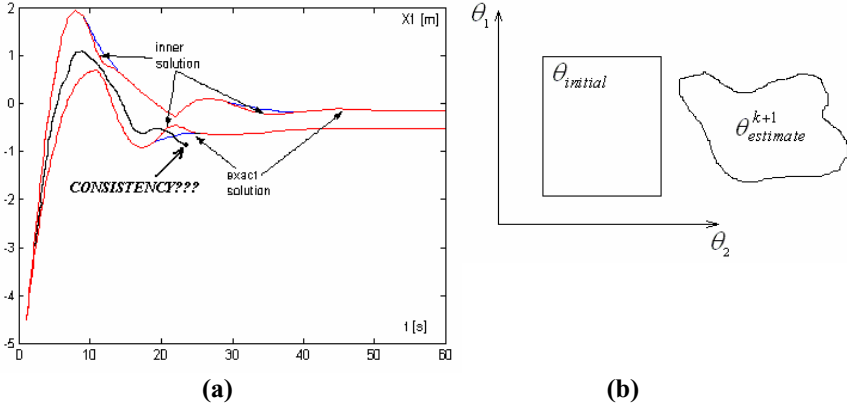 2
1
0
-1
-2
-3
-4
-5
0
10
20
30
40
50
60
X1 [m]
t [s]
inner
solution
exact
solution
CONSISTENCY???
(a)
θ1
θinitial
θ^{k+1}_{estimate}
θ2
(b)